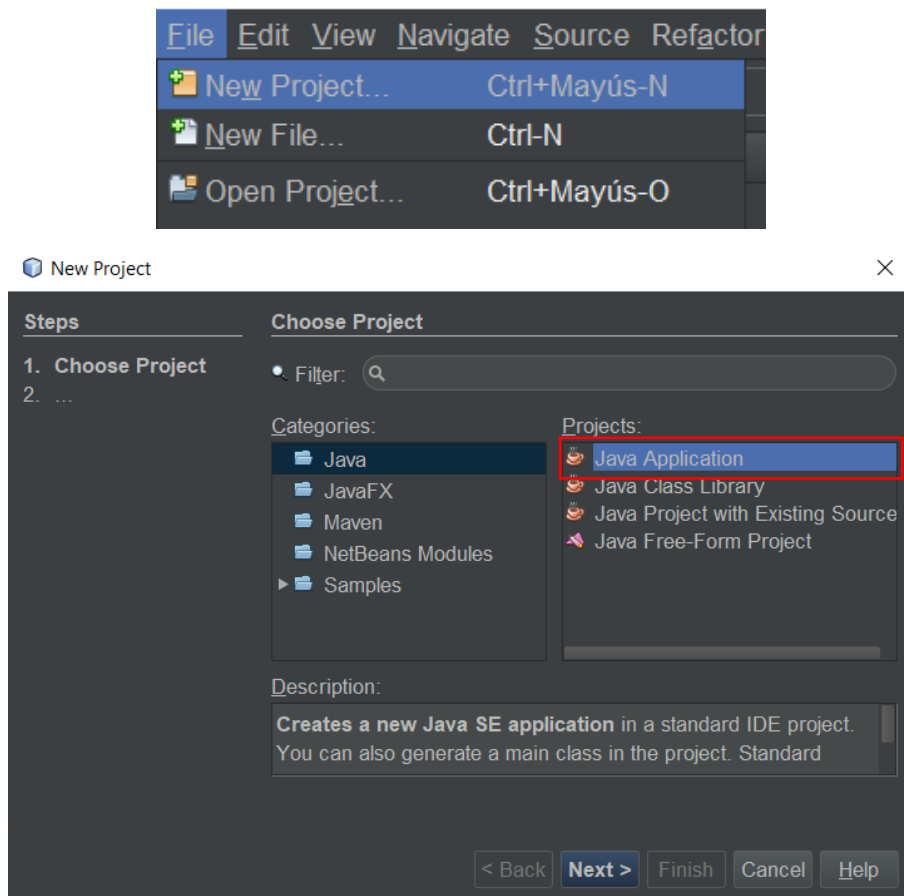 File Edit View Navigate Source Refactor
New Project... Ctrl+Mayús-N
New File... Ctrl-N
Open Project... Ctrl+Mayús-O
New Project
Steps
1. Choose Project
2. ...
Choose Project
Filter:
Categories:
Java
JavaFX
Maven
NetBeans Modules
Samples
Projects:
Java Application
Java Class Library
Java Project with Existing Source
Java Free-Form Project
Description:
Creates a new Java SE application in a standard IDE project.
You can also generate a main class in the project. Standard
< Back Next > Finish Cancel Help